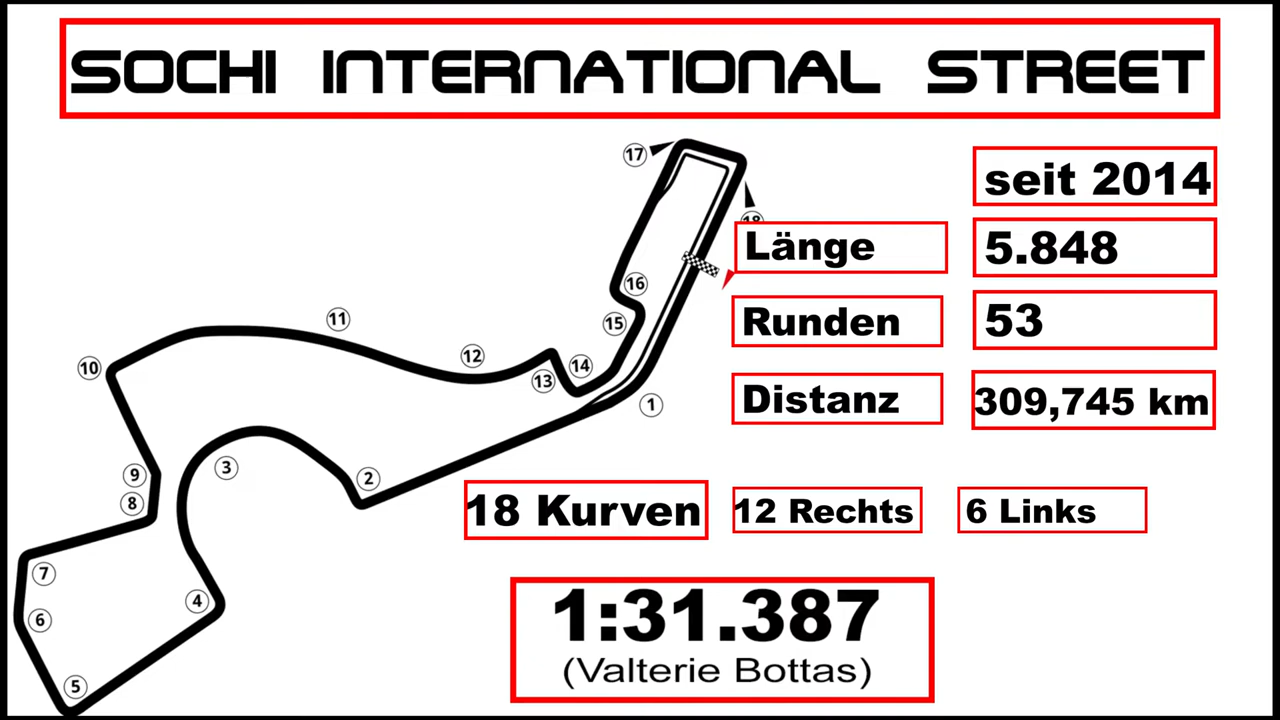 SOCHI INTERNATIONAL STREET
seit 2014
Länge 5.848
Runden 53
Distanz 309,745 km
18 Kurven 12 Rechts 6 Links
1:31.387
(Valterie Bottas)
17
18
16
15
11
12
14
13
10
1
9
3
2
8
7
4
6
5